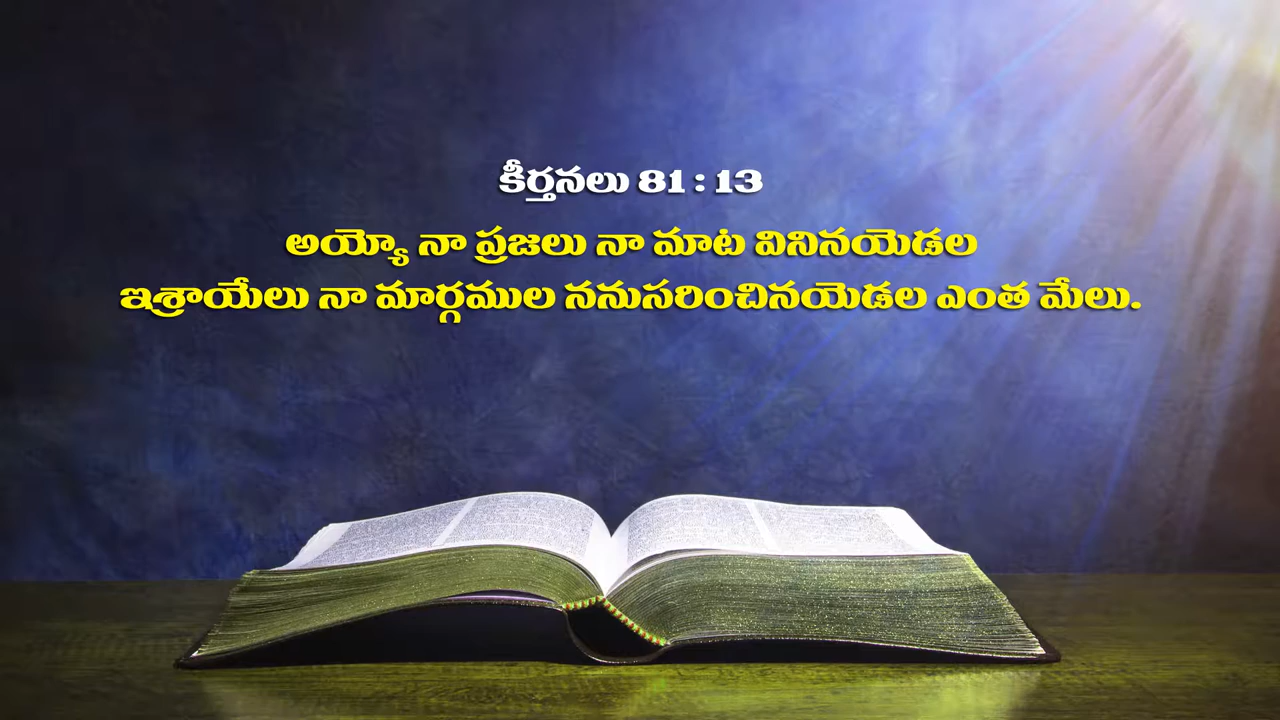 కీర్తనలు 81 : 13
అయ్యో నా ప్రజలు నా మాట వినినయెడల
ఇశ్రాయేలు నా మార్గముల ననుసరించినయెడల ఎంత మేలు.